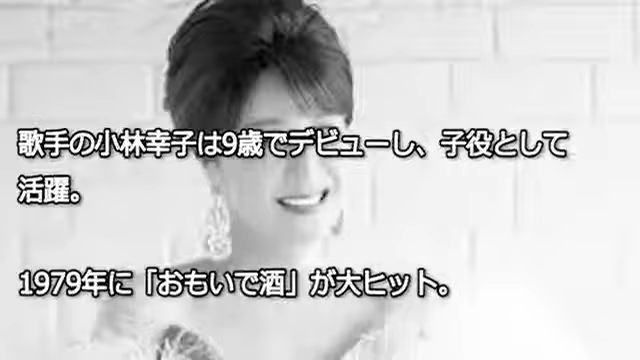 歌手の小林幸子は9歳でデビューし、子役として
活躍。
1979年に「おもいで酒」が大ヒット。